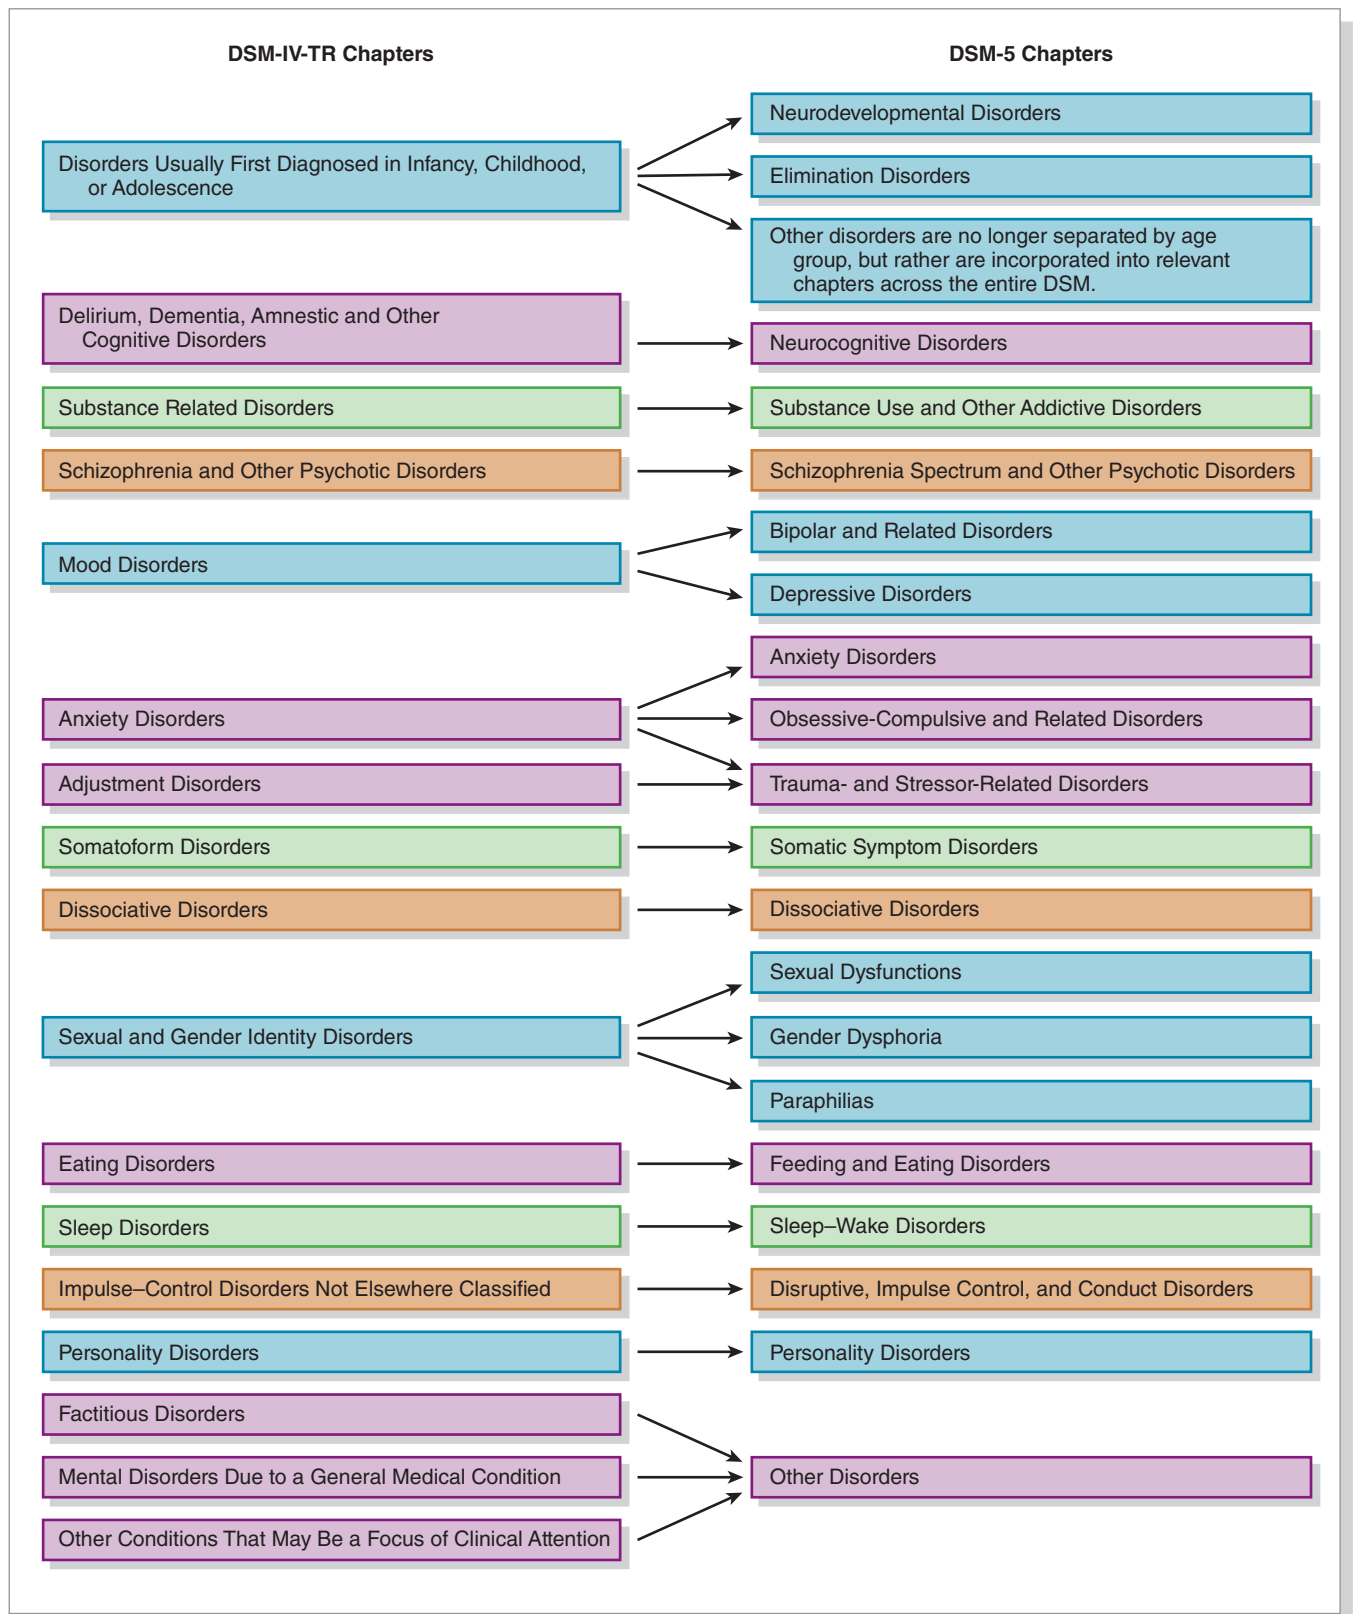 DSM-IV-TR Chapters
DSM-5 Chapters
Disorders Usually First Diagnosed in Infancy, Childhood,
or Adolescence
Neurodevelopmental Disorders
Elimination Disorders
Other disorders are no longer separated by age
group, but rather are incorporated into relevant
chapters across the entire DSM.
Delirium, Dementia, Amnestic and Other
Cognitive Disorders
Neurocognitive Disorders
Substance Related Disorders
Substance Use and Other Addictive Disorders
Schizophrenia and Other Psychotic Disorders
Schizophrenia Spectrum and Other Psychotic Disorders
Mood Disorders
Bipolar and Related Disorders
Depressive Disorders
Anxiety Disorders
Anxiety Disorders
Obsessive-Compulsive and Related Disorders
Adjustment Disorders
Trauma- and Stressor-Related Disorders
Somatoform Disorders
Somatic Symptom Disorders
Dissociative Disorders
Dissociative Disorders
Sexual and Gender Identity Disorders
Sexual Dysfunctions
Gender Dysphoria
Paraphilias
Eating Disorders
Feeding and Eating Disorders
Sleep Disorders
Sleep–Wake Disorders
Impulse–Control Disorders Not Elsewhere Classified
Disruptive, Impulse Control, and Conduct Disorders
Personality Disorders
Personality Disorders
Factitious Disorders
Mental Disorders Due to a General Medical Condition
Other Conditions That May Be a Focus of Clinical Attention
Other Disorders